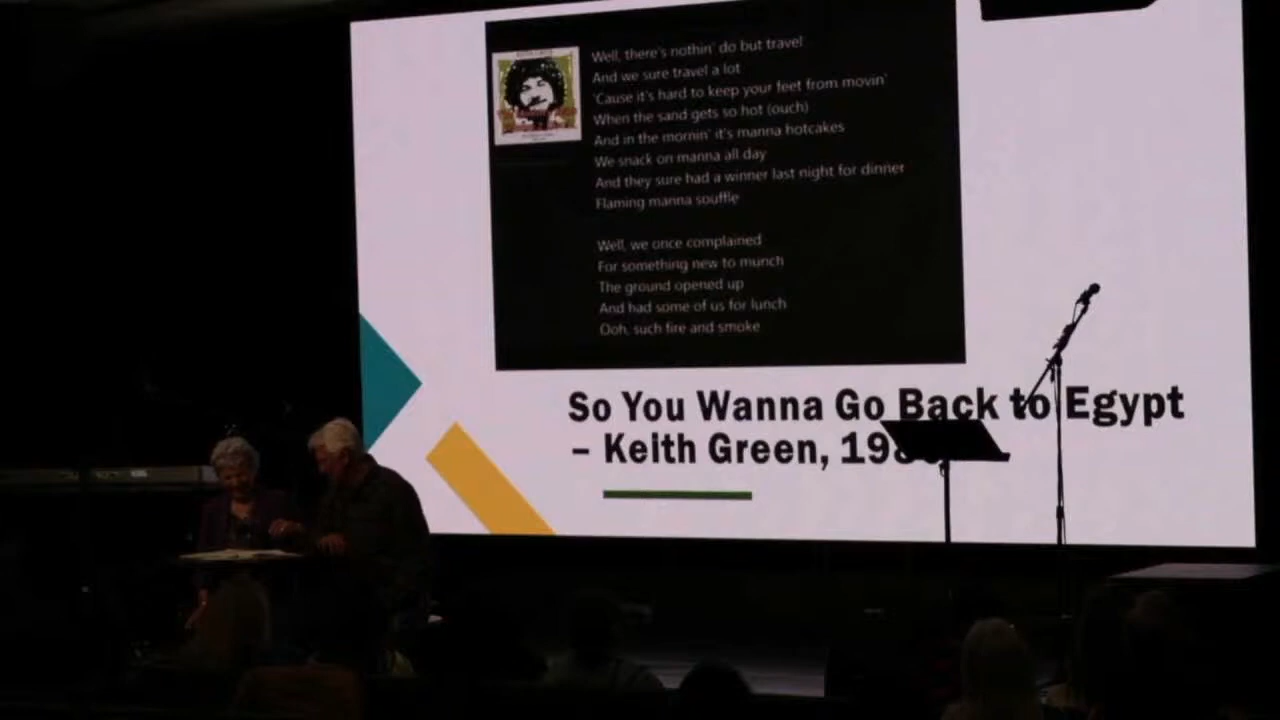 Well, there's nothin' do but travel
And we sure travel a lot
'Cause it's hard to keep your feet from movin'
When the sand gets so hot (ouch)
And in the mornin' it's manna hotcakes
We snack on manna all day
And they sure had a winner last night for dinner
Flaming manna souffle
Well, we once complained
For something new to munch
The ground opened up
And had some of us for lunch
Ooh, such fire and smoke
So You Wanna Go Back to Egypt
– Keith Green,